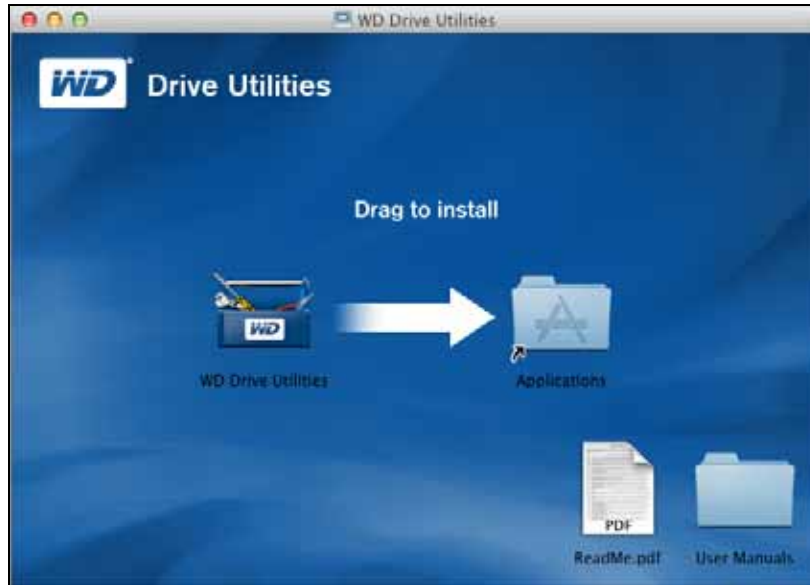 WD Drive Utilities
WD Drive Utilities
Drag to install
WD
WD Drive Utilities
Applications
PDF
ReadMe.pdf
User Manuals